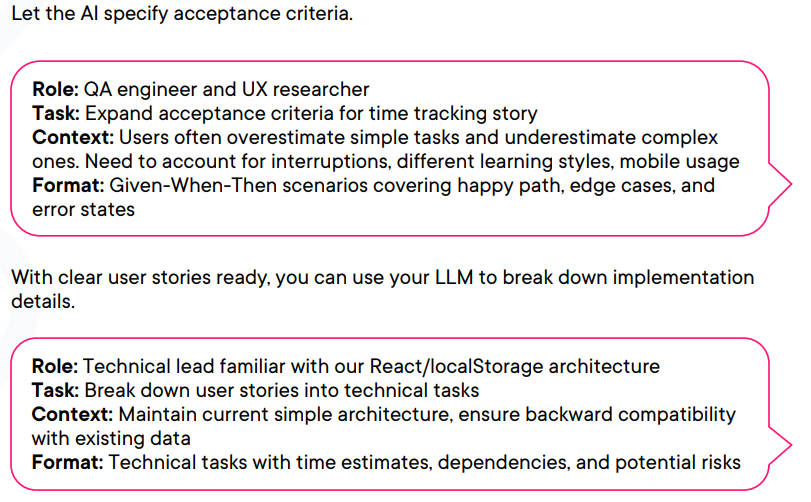 Let the AI specify acceptance criteria.
Role: QA engineer and UX researcher
Task: Expand acceptance criteria for time tracking story
Context: Users often overestimate simple tasks and underestimate complex
ones. Need to account for interruptions, different learning styles, mobile usage
Format: Given-When-Then scenarios covering happy path, edge cases, and
error states
With clear user stories ready, you can use your LLM to break down implementation
details.
Role: Technical lead familiar with our React/localStorage architecture
Task: Break down user stories into technical tasks
Context: Maintain current simple architecture, ensure backward compatibility
with existing data
Format: Technical tasks with time estimates, dependencies, and potential risks